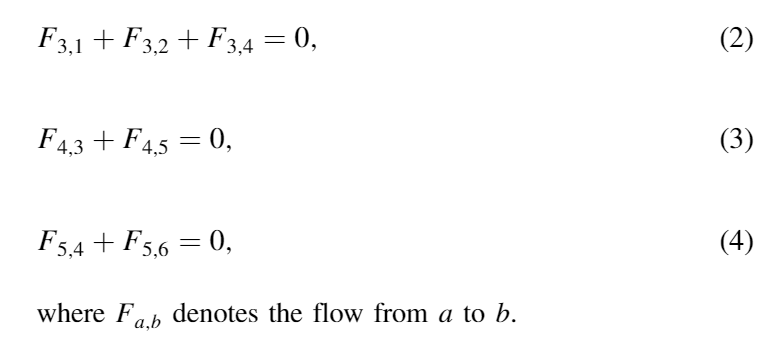 F₃,₁ + F₃,₂ + F₃,₄ = 0, (2)
F₄,₃ + F₄,₅ = 0, (3)
F₅,₄ + F₅,₆ = 0, (4)
where Fₐ,b denotes the flow from a to b.